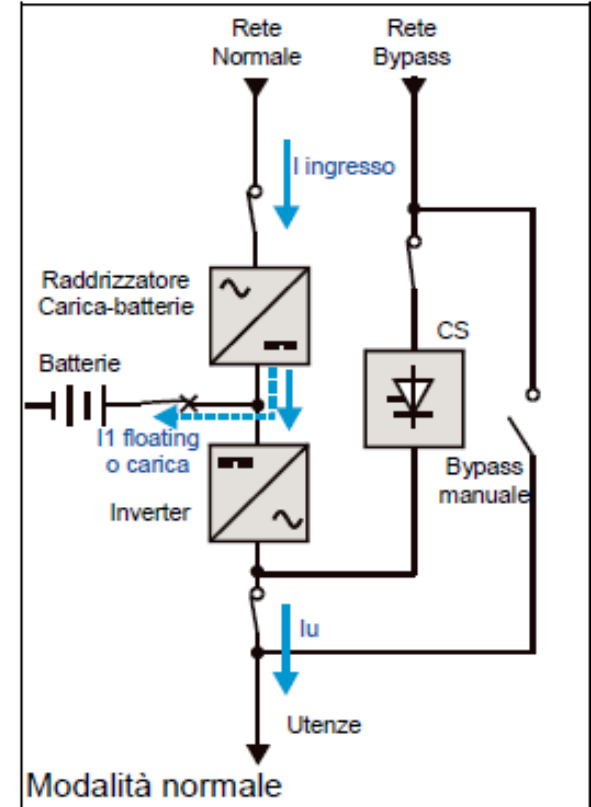 Rete
Normale
Rete
Bypass
I ingresso
Raddrizzatore
Carica-batterie
CS
Batterie
I1 floating
o carica
Bypass
manuale
Inverter
Iu
Utenze
Modalità normale